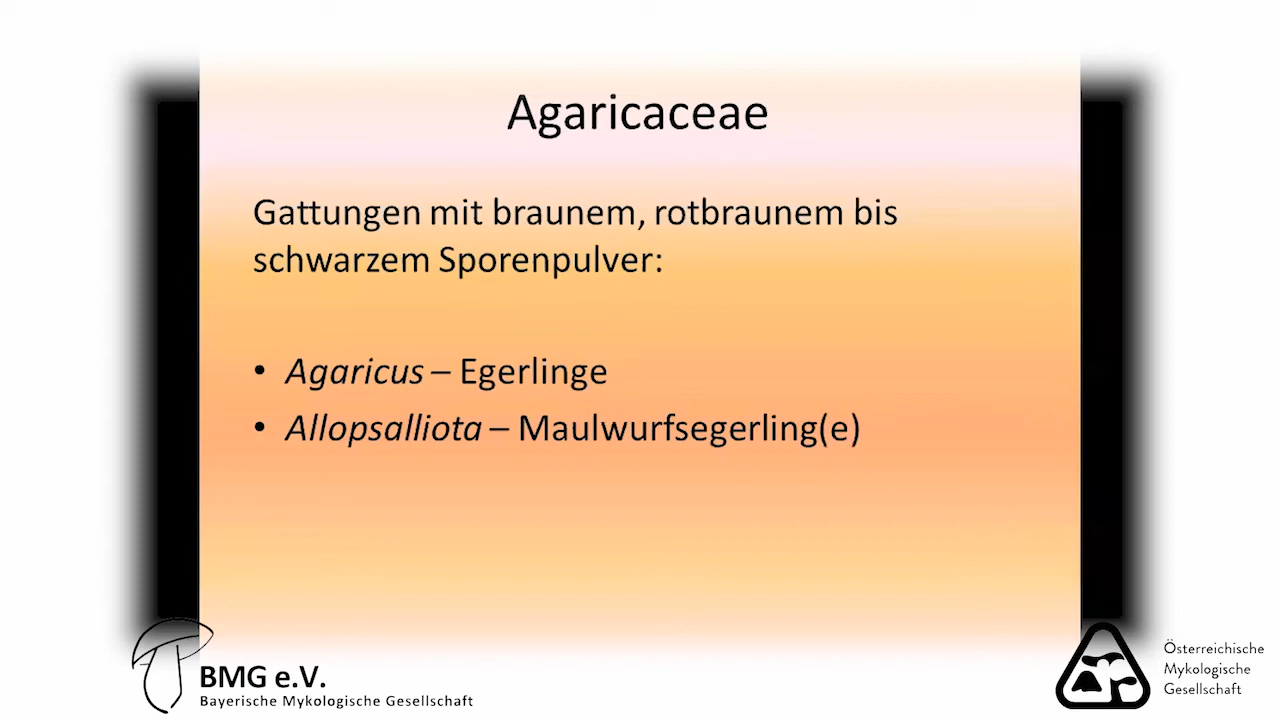 Agaricaceae
Gattungen mit braunem, rotbraunem bis
schwarzem Sporenpulver:
• Agaricus – Egerlinge
• Allopsalliota – Maulwurfsegerling(e)
BMG e.V.
Bayerische Mykologische Gesellschaft
Österreichische
Mykologische
Gesellschaft